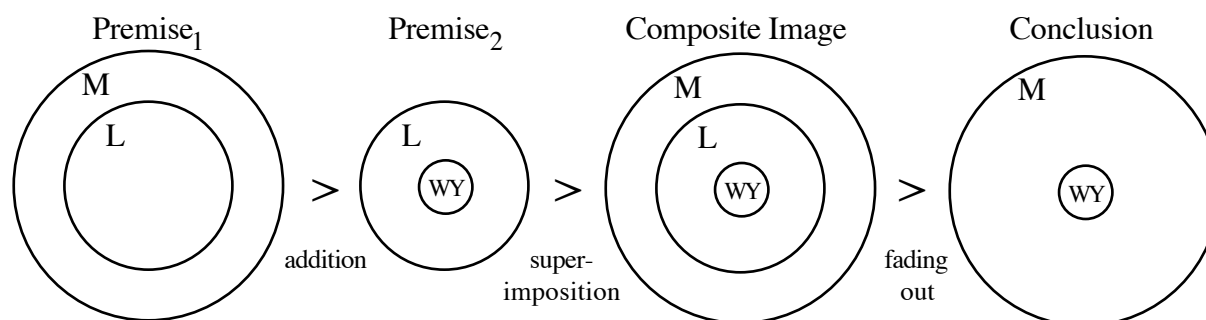 Premise1
Premise2
Composite Image
Conclusion
M
L
>
addition
L
WY
>
super-
imposition
M
L
WY
>
fading
out
M
WY